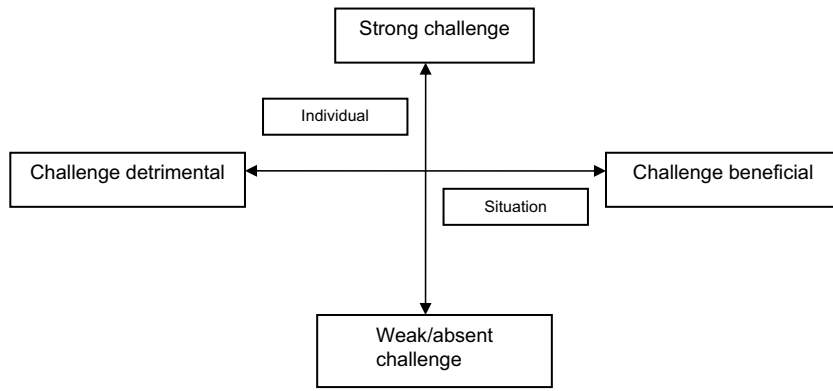 Strong challenge
Individual
Challenge detrimental
Challenge beneficial
Situation
Weak/absent
challenge